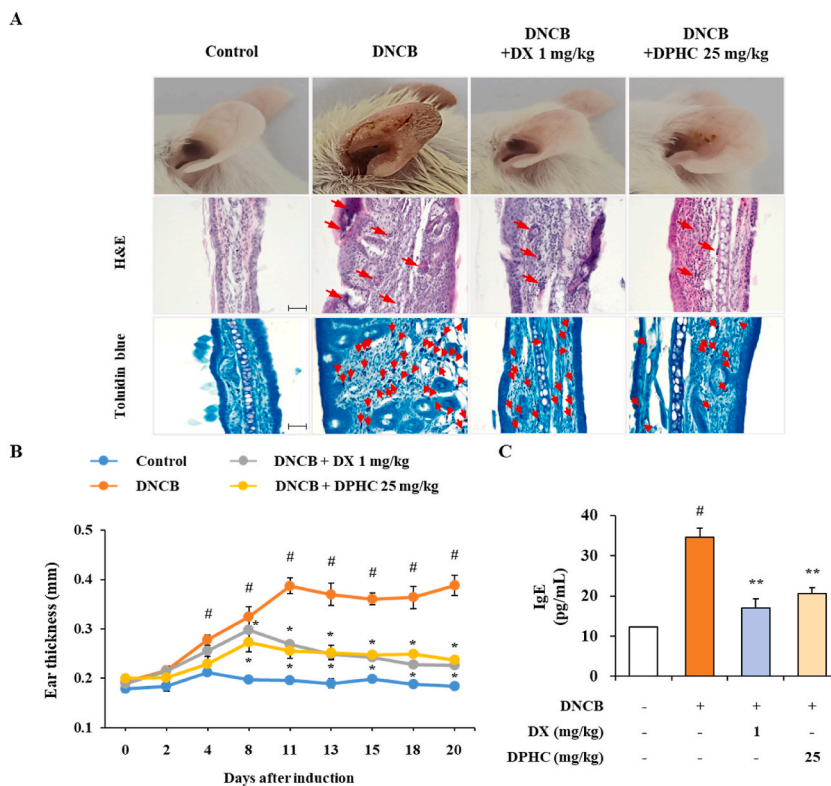 A
Control
DNCB
DNCB
+DX 1 mg/kg
DNCB
+DPHC 25 mg/kg
H&E
Toluidin blue
B
Control
DNCB + DX 1 mg/kg
DNCB
DNCB + DPHC 25 mg/kg
Ear thickness (mm)
0.5
0.4
0.3
0.2
0.1
# # # # # # #
* * * * * *
* * * * * *
0 2 4 8 11 13 15 18 20
Days after induction
C
IgE
(pg/mL)
40
30
20
10
0
#
**
**
DNCB - + + +
DX (mg/kg) - - 1 -
DPHC (mg/kg) - - - 25